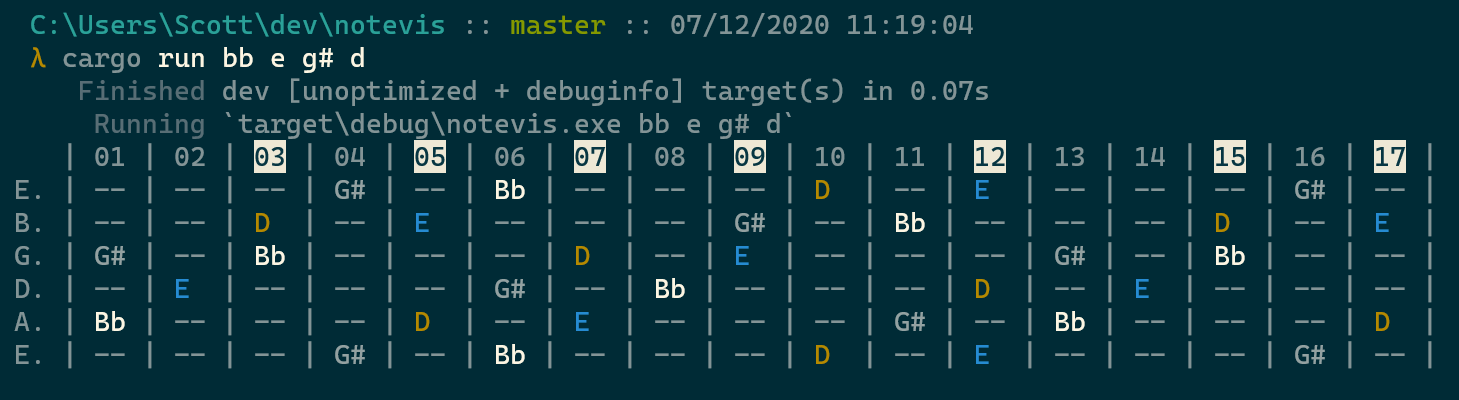 C:\Users\Scott\dev\notevis :: master :: 07/12/2020 11:19:04
λ cargo run bb e g# d
Finished dev [unoptimized + debuginfo] target(s) in 0.07s
Running `target\debug\notevis.exe bb e g# d`
| 01 | 02 | 03 | 04 | 05 | 06 | 07 | 08 | 09 | 10 | 11 | 12 | 13 | 14 | 15 | 16 | 17 |
E. | -- | -- | -- | G# | -- | Bb | -- | -- | -- | D | -- | E | -- | -- | -- | G# | -- |
B. | -- | -- | D | -- | E | -- | -- | -- | G# | -- | Bb | -- | -- | -- | D | -- | E |
G. | G# | -- | Bb | -- | -- | -- | D | -- | E | -- | -- | -- | G# | -- | Bb | -- | -- |
D. | -- | E | -- | -- | -- | G# | -- | Bb | -- | -- | -- | D | -- | E | -- | -- | -- |
A. | Bb | -- | -- | -- | D | -- | E | -- | -- | -- | G# | -- | Bb | -- | -- | -- | D |
E. | -- | -- | -- | G# | -- | Bb | -- | -- | -- | D | -- | E | -- | -- | -- | G# | -- |